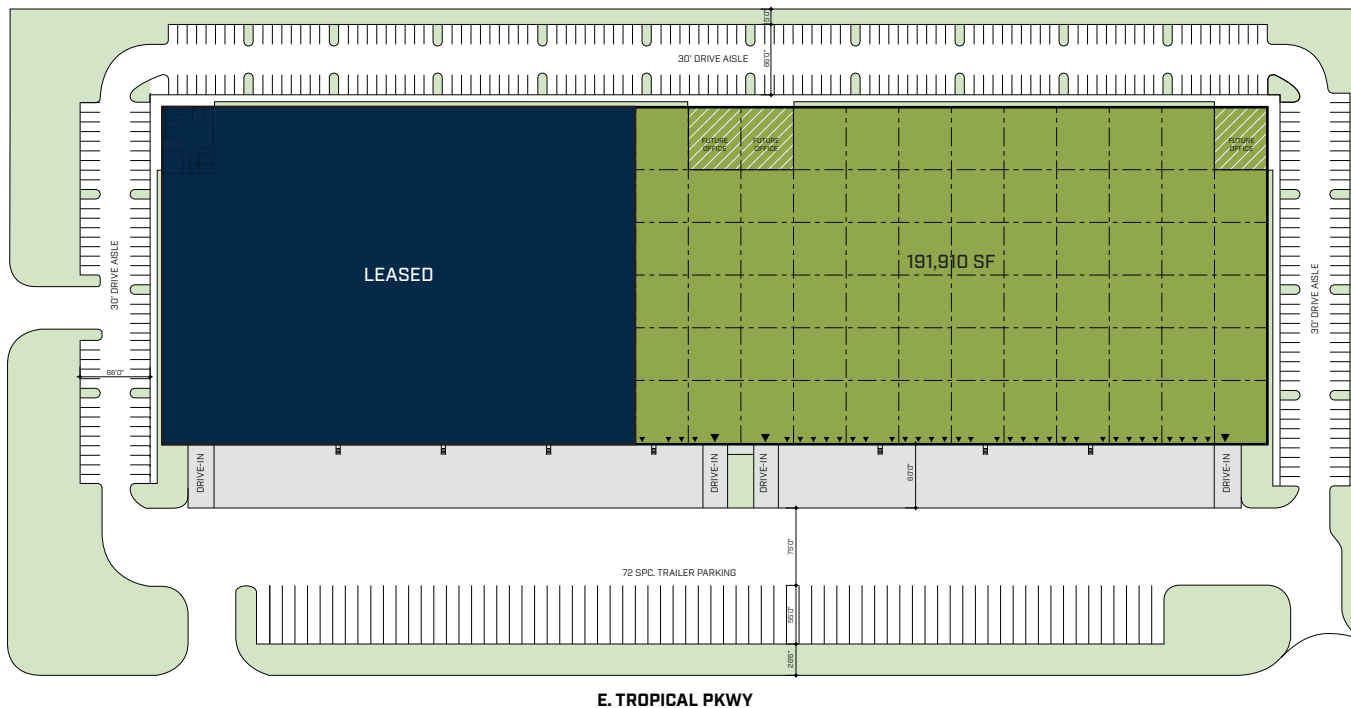 15'0"
30' DRIVE AISLE
66'0"
FUTURE
OFFICE
FUTURE
OFFICE
FUTURE
OFFICE
30' DRIVE AISLE
LEASED
191,910 SF
30' DRIVE AISLE
66'0"
DRIVE-IN
DRIVE-IN
DRIVE-IN
60'0"
DRIVE-IN
75'0"
72 SPC. TRAILER PARKING
55'0"
E. TROPICAL PKWY